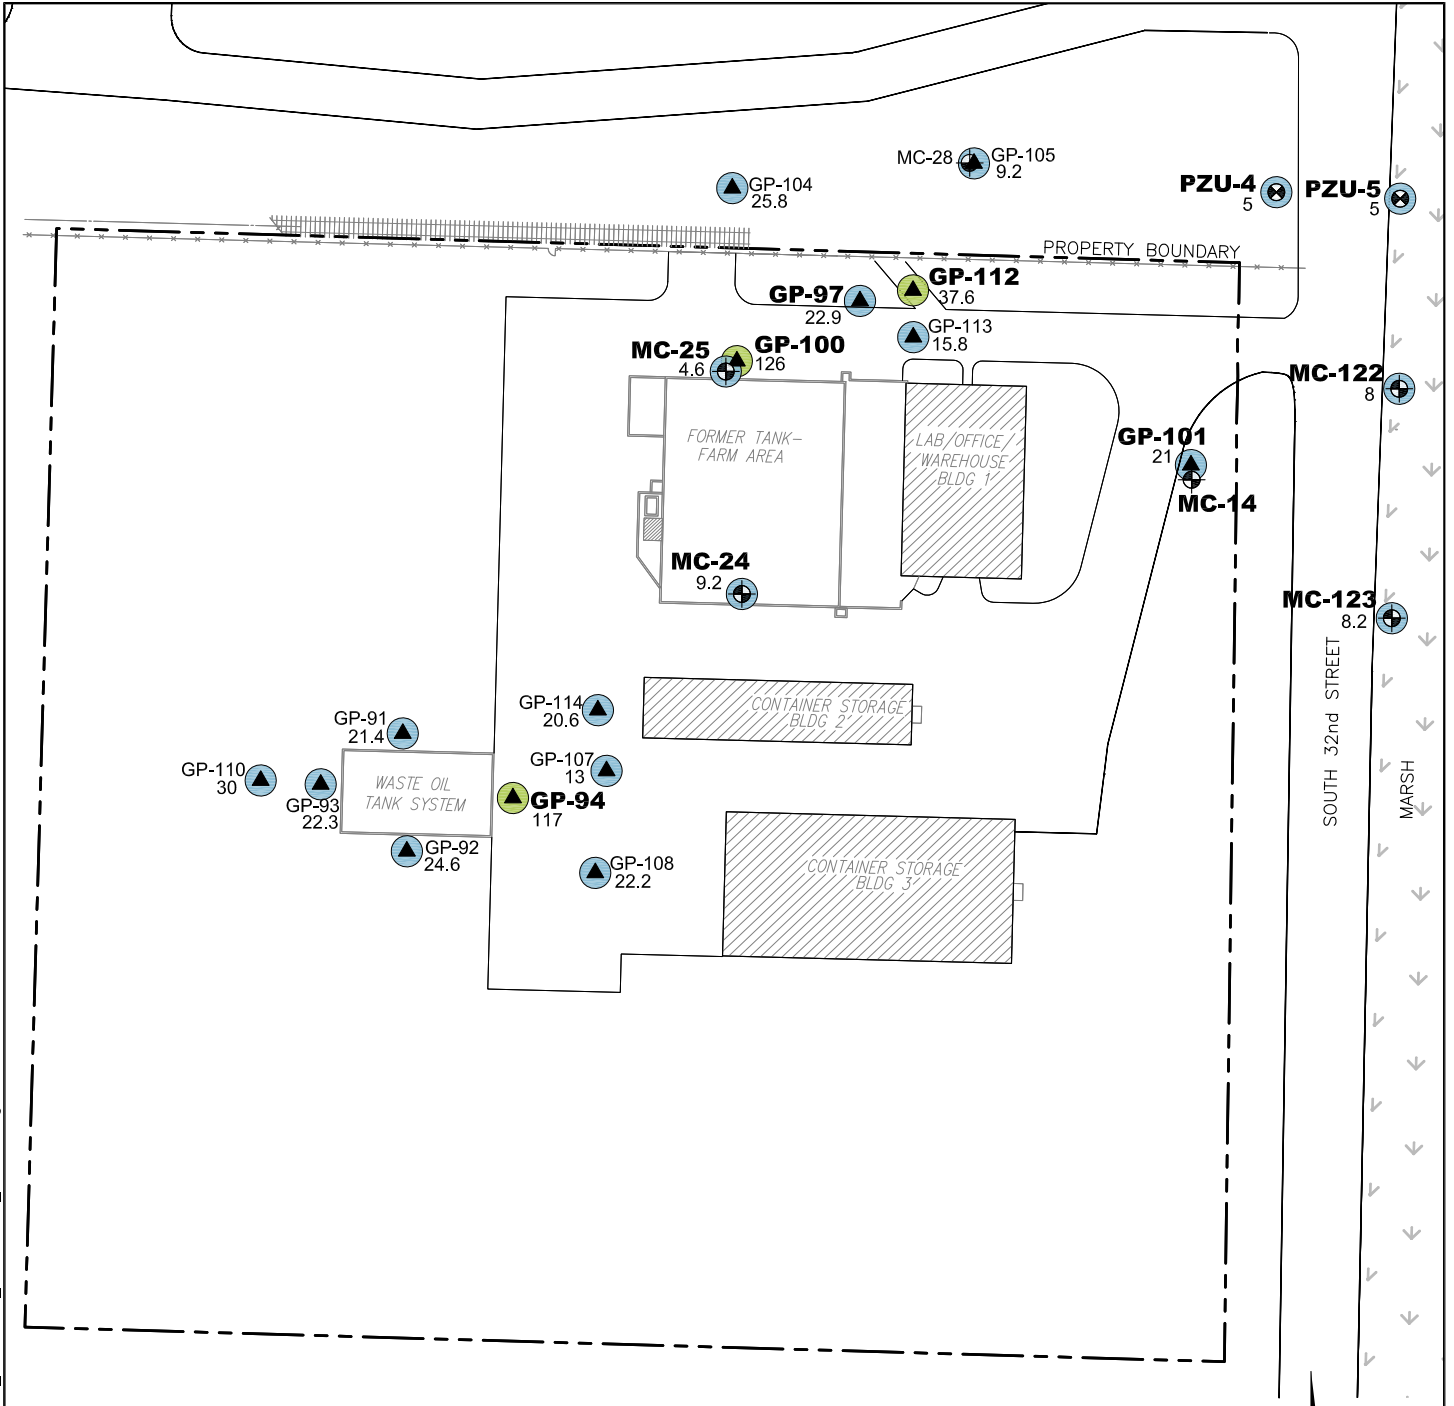 MC-28
GP-105
9.2
GP-104
25.8
PZU-4
5
PZU-5
5
PROPERTY BOUNDARY
GP-112
37.6
GP-97
22.9
GP-113
15.8
MC-25
4.6
GP-100
126
MC-122
8
FORMER TANK-
FARM AREA
LAB/OFFICE/
WAREHOUSE
BLDG 1
GP-101
21
MC-14
MC-24
9.2
MC-123
8.2
GP-114
20.6
CONTAINER STORAGE
BLDG 2
GP-91
21.4
GP-107
13
GP-110
30
GP-93
22.3
WASTE OIL
TANK SYSTEM
GP-94
117
GP-92
24.6
GP-108
22.2
CONTAINER STORAGE
BLDG 3
SOUTH 32nd STREET
MARSH